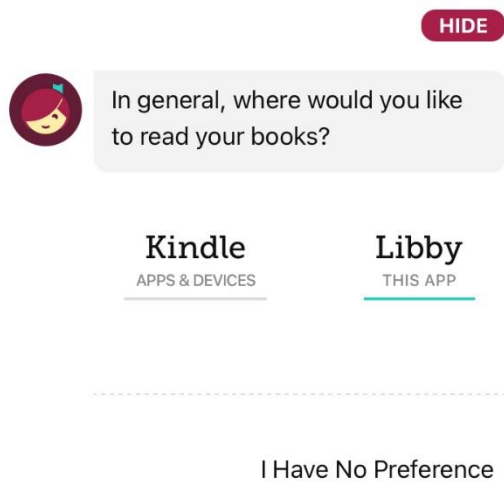 HIDE
In general, where would you like
to read your books?
Kindle
APPS & DEVICES
Libby
THIS APP
I Have No Preference